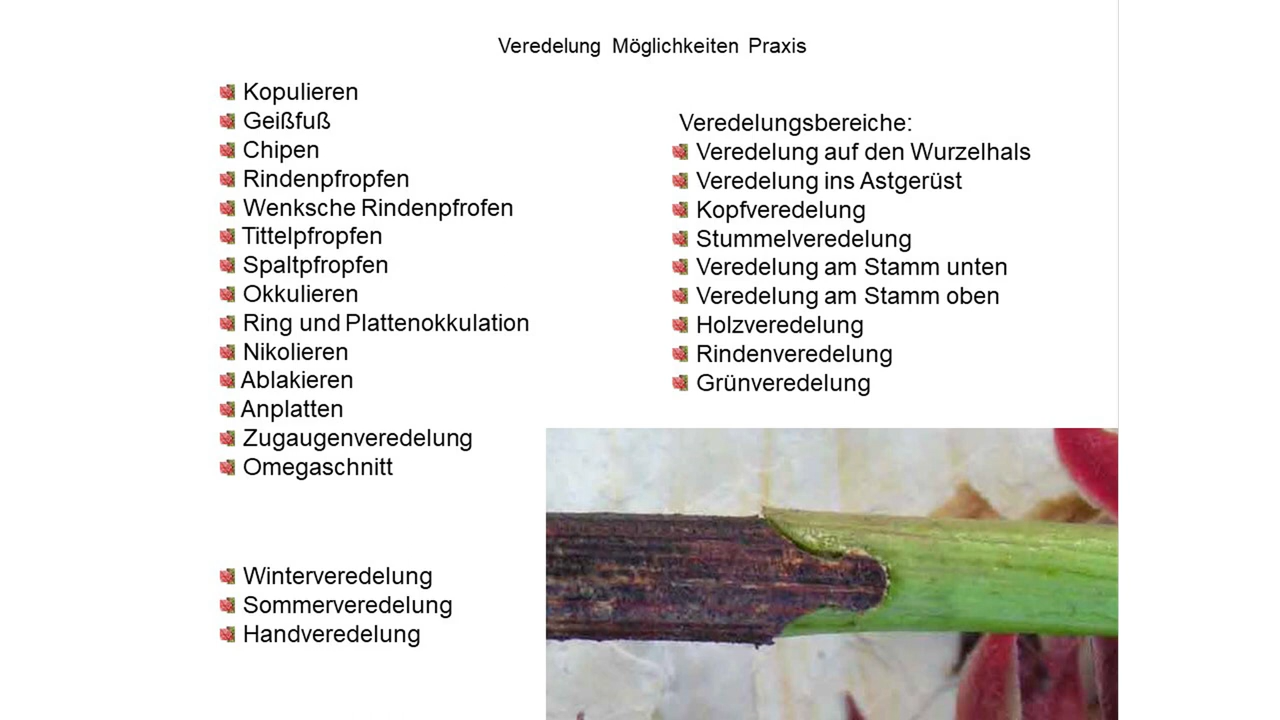 Veredelung Möglichkeiten Praxis
Kopulieren
Geißfuß
Chipen
Rindenpfropfen
Wenksche Rindenpfrofen
Tittelpfropfen
Spaltpfropfen
Okkulieren
Ring und Plattenokkulation
Nikolieren
Ablakieren
Anplatten
Zugaugenveredelung
Omegaschnitt
Winterveredelung
Sommerveredelung
Handveredelung
Veredelungsbereiche:
Veredelung auf den Wurzelhals
Veredelung ins Astgerüst
Kopfveredelung
Stummelveredelung
Veredelung am Stamm unten
Veredelung am Stamm oben
Holzveredelung
Rindenveredelung
Grünveredelung